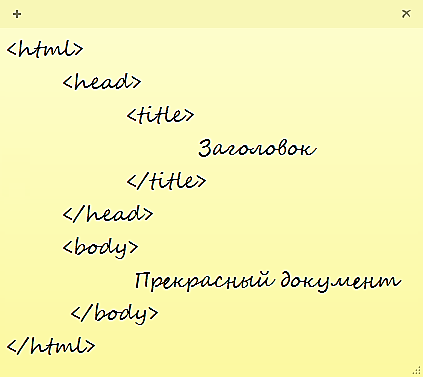 <html>
<head>
<title>
Заголовок
</title>
</head>
<body>
Прекрасный документ
</body>
</html>